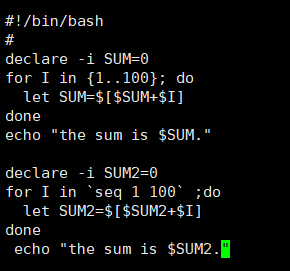 #!/bin/bash
#
declare -i SUM=0
for I in {1..100}; do
  let SUM=$[$SUM+$I]
done
echo "the sum is $SUM."

declare -i SUM2=0
for I in `seq 1 100` ;do
  let SUM2=$[$SUM2+$I]
done
 echo "the sum is $SUM2."